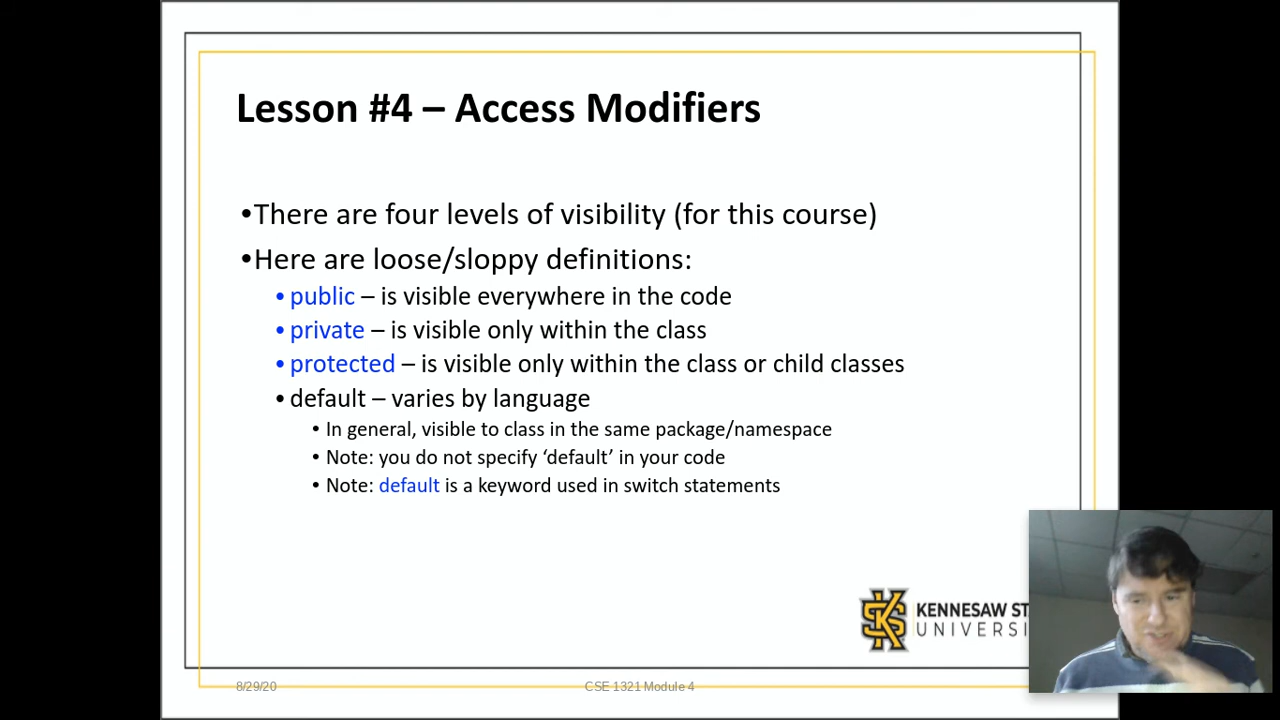 Lesson #4 – Access Modifiers
•There are four levels of visibility (for this course)
•Here are loose/sloppy definitions:
• public – is visible everywhere in the code
• private – is visible only within the class
• protected – is visible only within the class or child classes
• default – varies by language
• In general, visible to class in the same package/namespace
• Note: you do not specify ‘default’ in your code
• Note: default is a keyword used in switch statements
KS
KENNESAW ST
UNIVERSI
8/29/20
CSE 1321 Module 4